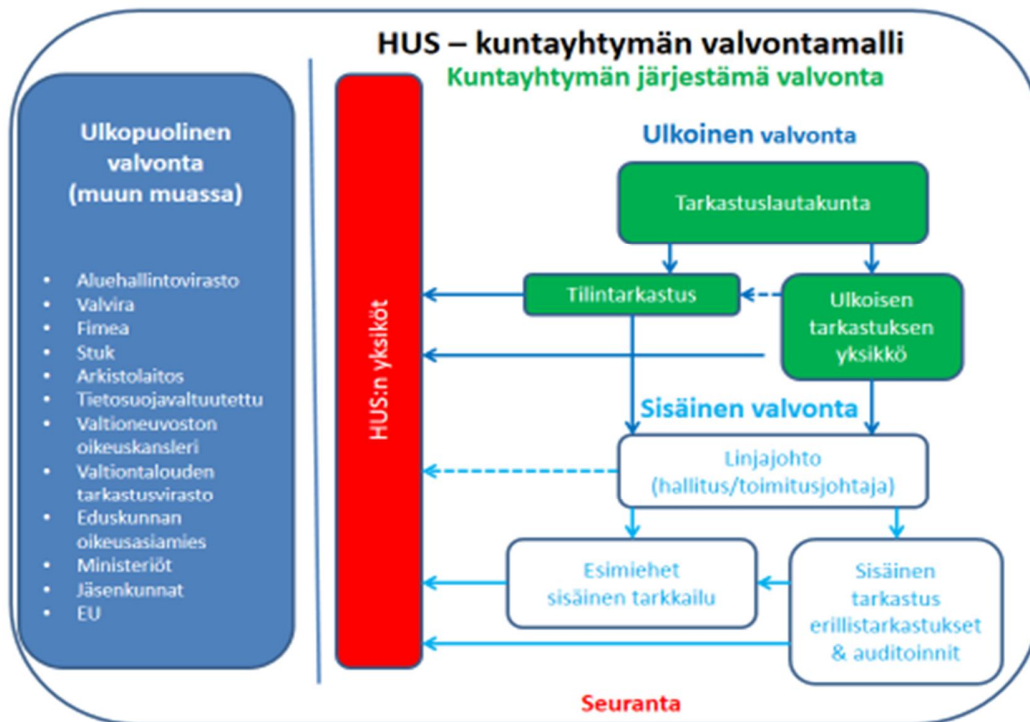 HUS – kuntayhtymän valvontamalli
Kuntayhtymän järjestämä valvonta
Ulkopuolinen
valvonta
(muun muassa)
• Aluehallintovirasto
• Valvira
• Fimea
• Stuk
• Arkistolaitos
• Tietosuojavaltuutettu
• Valtioneuvoston
oikeuskansleri
• Valtiontalouden
tarkastusvirasto
• Eduskunnan
oikeusasiamies
• Ministeriöt
• Jäsenkunnat
• EU
HUS:n yksiköt
Ulkoinen valvonta
Tarkastuslautakunta
Tilintarkastus
Ulkoisen
tarkastuksen
yksikkö
Sisäinen valvonta
Linjajohto
(hallitus/toimitusjohtaja)
Esimiehet
sisäinen tarkkailu
Sisäinen
tarkastus
erillistarkastukset
& auditoinnit
Seuranta